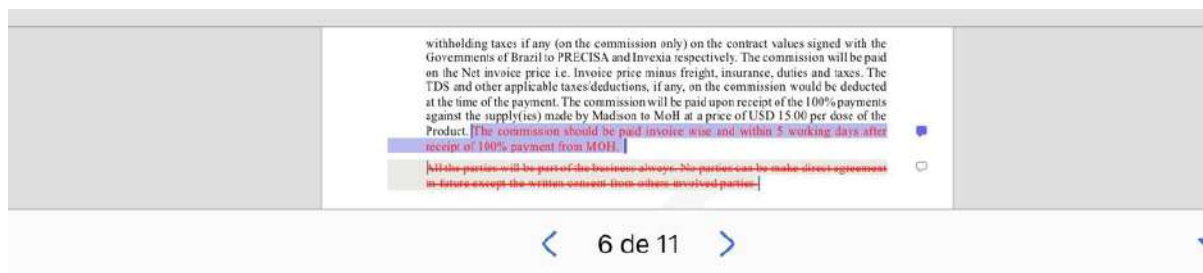 withholding taxes if any (on the commission only) on the contract values signed with the
Governments of Brazil to PRECISA and Invexia respectively. The commission will be paid
on the Net invoice price i.e. Invoice price minus freight, insurance, duties and taxes. The
TDS and other applicable taxes/deductions, if any, on the commission would be deducted
at the time of the payment. The commission will be paid upon receipt of the 100% payments
against the supply(ies) made by Madison to MoH at a price of USD 15.00 per dose of the
Product. The commission should be paid invoice wise and within 5 working days after
receipt of 100% payment from MOH.
All the parties will be part of the business always. No parties can be make direct agreement
in future except the written consent from others involved parties.
6 de 11